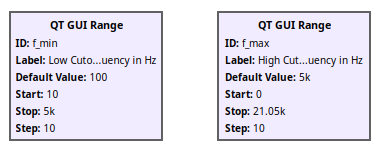 QT GUI Range
ID: f_min
Label: Low Cuto...uency in Hz
Default Value: 100
Start: 10
Stop: 5k
Step: 10
QT GUI Range
ID: f_max
Label: High Cut...uency in Hz
Default Value: 5k
Start: 0
Stop: 21.05k
Step: 10